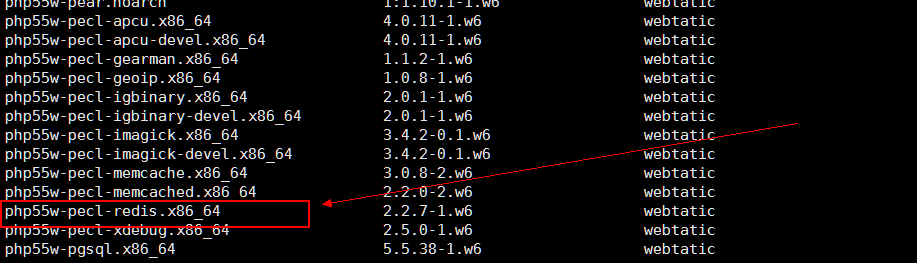 php55w-pear.noarch 1:1.10.1-1.w6 webtatic
php55w-pecl-apcu.x86_64 4.0.11-1.w6 webtatic
php55w-pecl-apcu-devel.x86_64 4.0.11-1.w6 webtatic
php55w-pecl-gearman.x86_64 1.1.2-1.w6 webtatic
php55w-pecl-geoip.x86_64 1.0.8-1.w6 webtatic
php55w-pecl-igbinary.x86_64 2.0.1-1.w6 webtatic
php55w-pecl-igbinary-devel.x86_64 2.0.1-1.w6 webtatic
php55w-pecl-imagick.x86_64 3.4.2-0.1.w6 webtatic
php55w-pecl-imagick-devel.x86_64 3.4.2-0.1.w6 webtatic
php55w-pecl-memcache.x86_64 3.0.8-2.w6 webtatic
php55w-pecl-memcached.x86_64 2.2.0-2.w6 webtatic
php55w-pecl-redis.x86_64 2.2.7-1.w6 webtatic
php55w-pecl-xdebug.x86_64 2.5.0-1.w6 webtatic
php55w-pgsql.x86_64 5.5.38-1.w6 webtatic